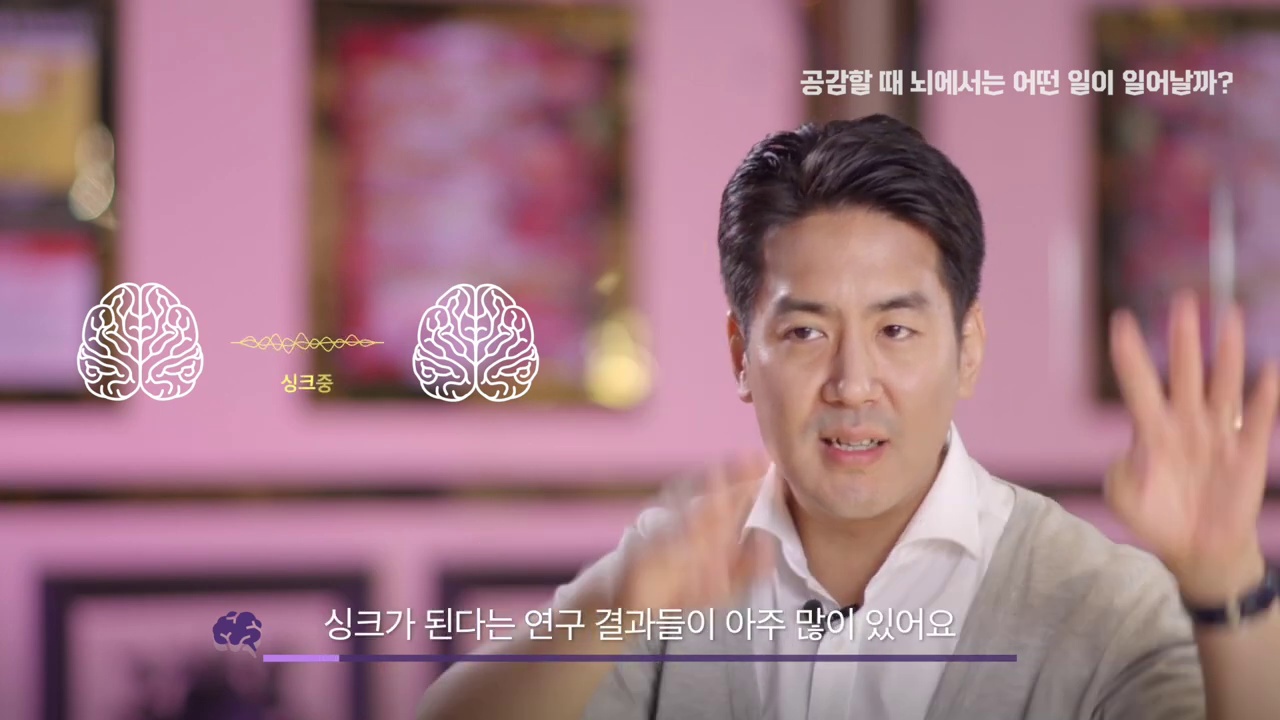 공감할 때 뇌에서는 어떤 일이 일어날까?
싱크중
싱크가 된다는 연구 결과들이 아주 많이 있어요